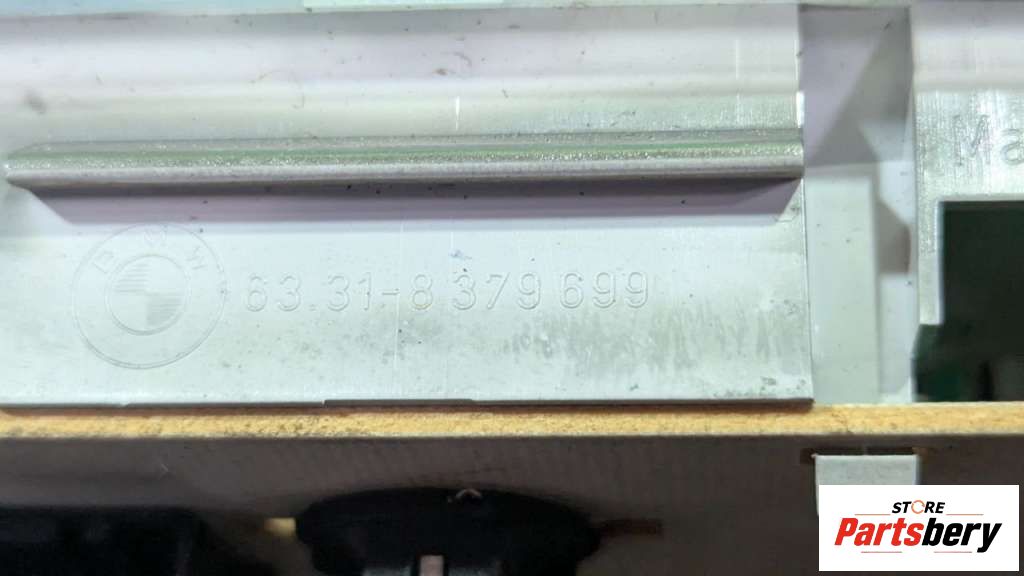 Ma
BMW
63.31-8 379 699
STORE
Partsbery